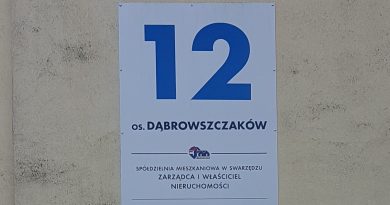 12
os. DĄBROWSZCZAKÓW
SPÓŁDZIELNIA MIESZKANIOWA W SWARZĘDZU
ZARZĄDCA I WŁAŚCICIEL
NIERUCHOMOŚCI